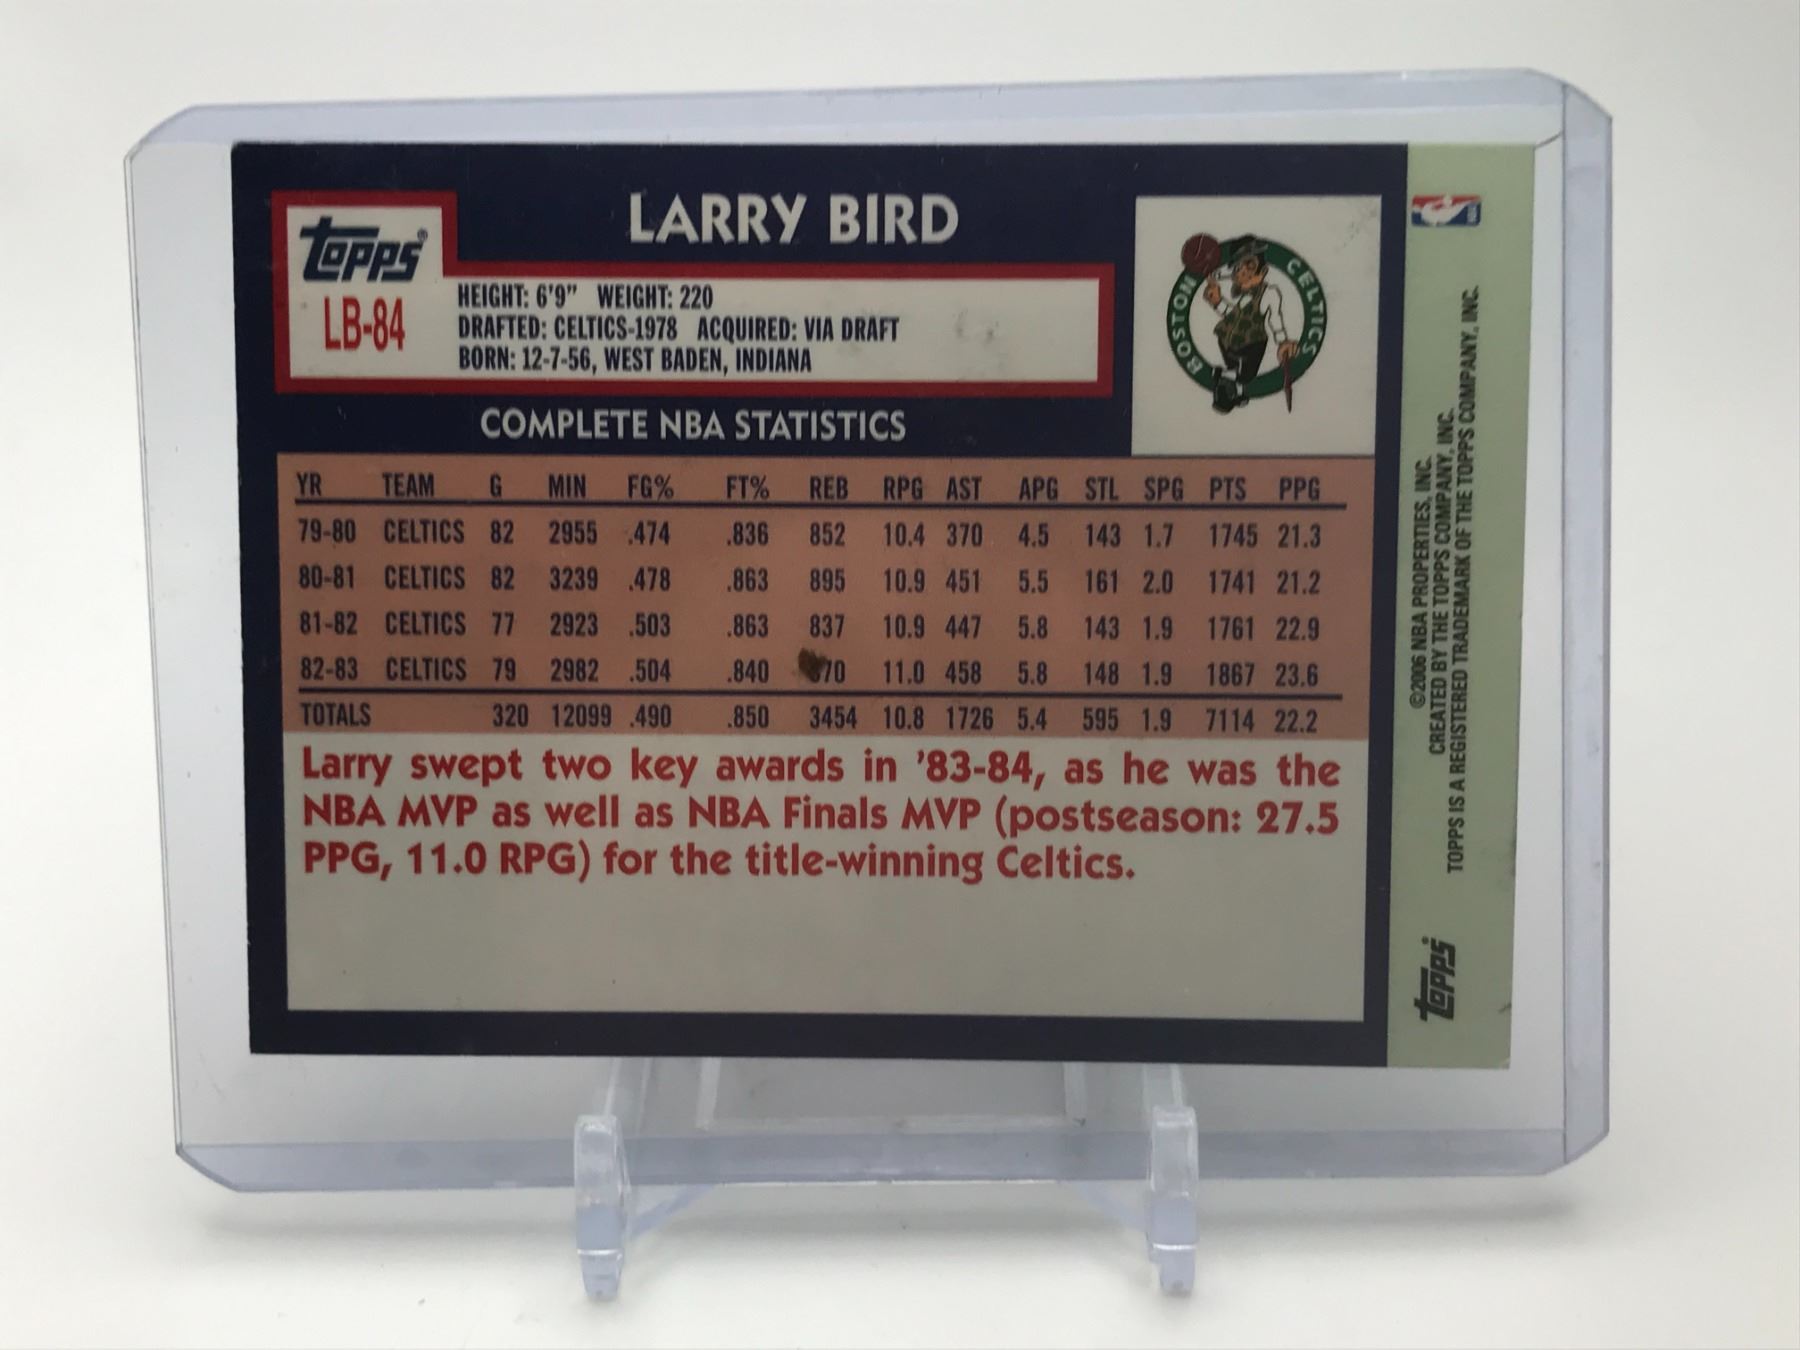 LARRY BIRD
Topps®
LB-84
HEIGHT: 6'9" WEIGHT: 220
DRAFTED: CELTICS-1978 ACQUIRED: VIA DRAFT
BORN: 12-7-56, WEST BADEN, INDIANA
BOSTON CELTICS
COMPLETE NBA STATISTICS
YR TEAM G MIN FG% FT% REB RPG AST APG STL SPG PTS PPG
79-80 CELTICS 82 2955 .474 .836 852 10.4 370 4.5 143 1.7 1745 21.3
80-81 CELTICS 82 3239 .478 .863 895 10.9 451 5.5 161 2.0 1741 21.2
81-82 CELTICS 77 2923 .503 .863 837 10.9 447 5.8 143 1.9 1761 22.9
82-83 CELTICS 79 2982 .504 .840 870 11.0 458 5.8 148 1.9 1867 23.6
TOTALS 320 12099 .490 .850 3454 10.8 1726 5.4 595 1.9 7114 22.2
Larry swept two key awards in '83-84, as he was the
NBA MVP as well as NBA Finals MVP (postseason: 27.5
PPG, 11.0 RPG) for the title-winning Celtics.
©2006 NBA PROPERTIES, INC.
CREATED BY THE TOPPS COMPANY, INC.
TOPPS IS A REGISTERED TRADEMARK OF THE TOPPS COMPANY, INC.
Topps